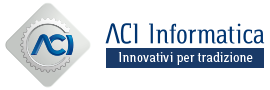 ACI
ACI Informatica
Innovativi per tradizione